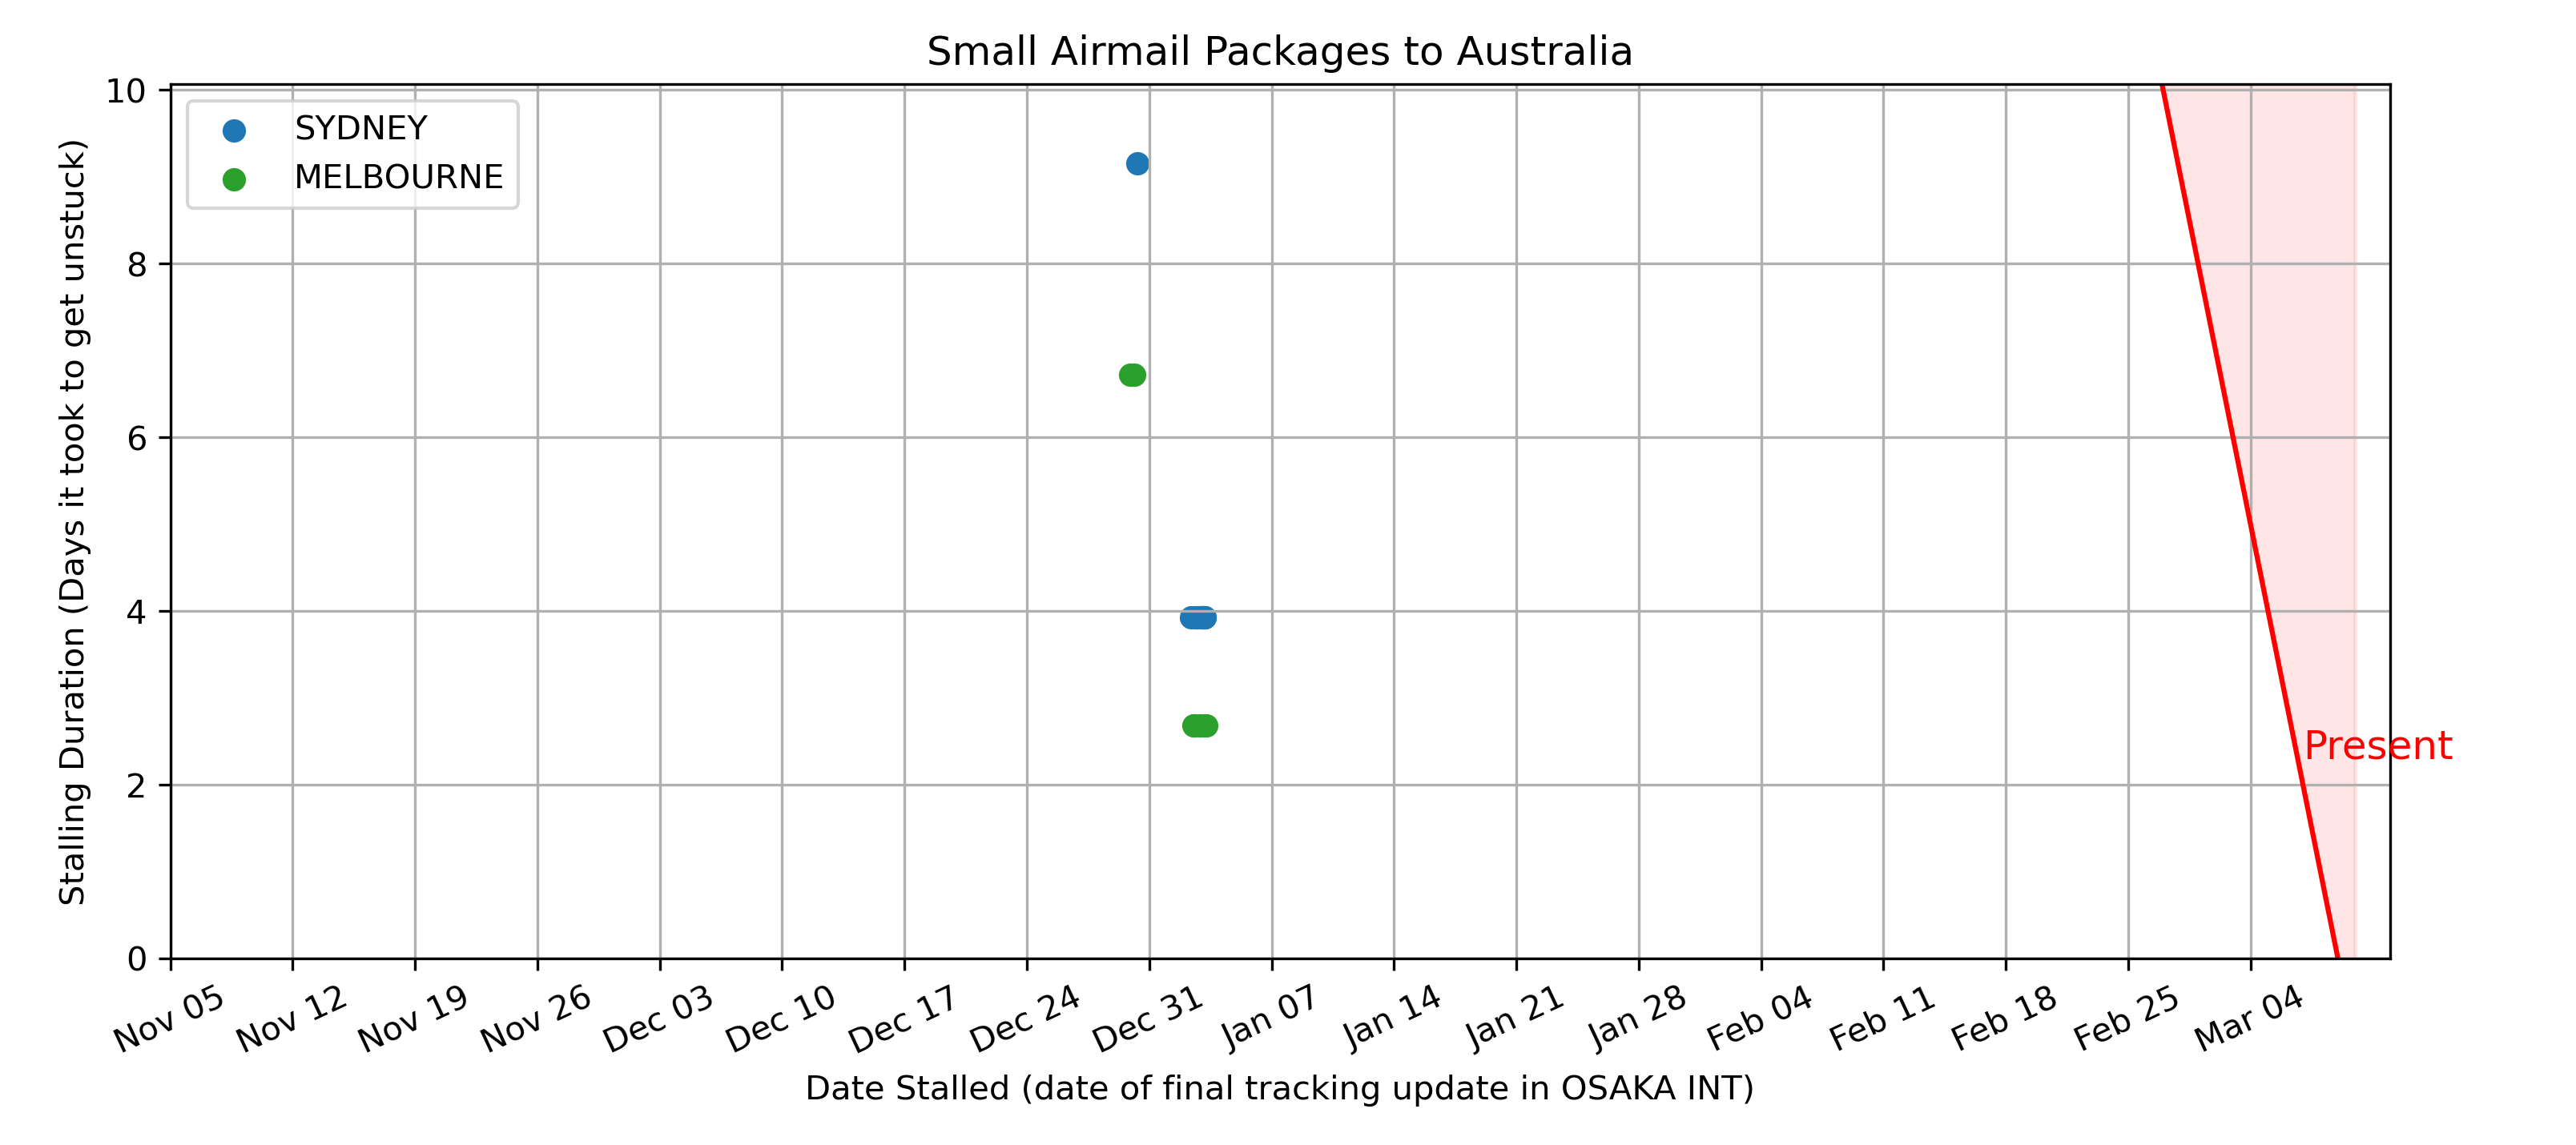 Small Airmail Packages to Australia
SYDNEY
MELBOURNE
Stalling Duration (Days it took to get unstuck)
10
8
6
4
2
0
Present
Nov 05
Nov 12
Nov 19
Nov 26
Dec 03
Dec 10
Dec 17
Dec 24
Dec 31
Jan 07
Jan 14
Jan 21
Jan 28
Feb 04
Feb 11
Feb 18
Feb 25
Mar 04
Date Stalled (date of final tracking update in OSAKA INT)